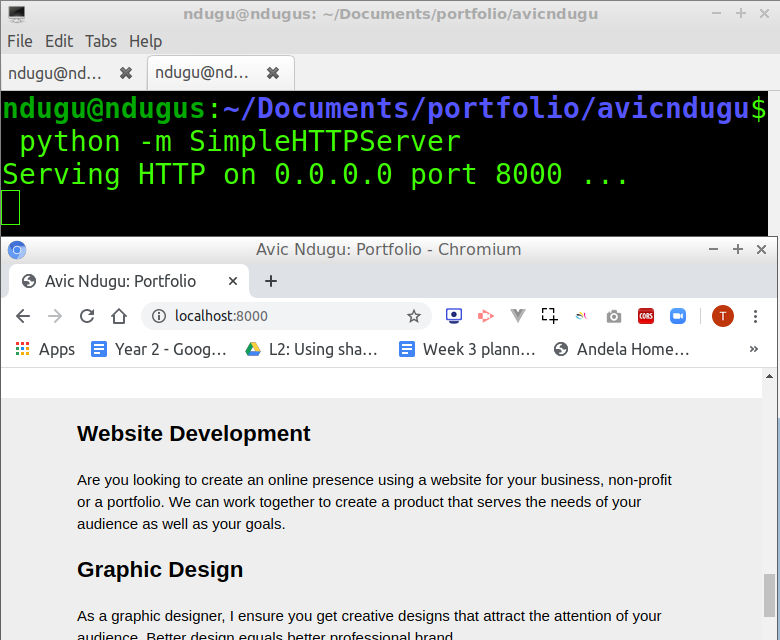 ndugu@ndugus: ~/Documents/portfolio/avicndugu
File Edit Tabs Help
ndugu@nd... ndugu@nd...
ndugu@ndugus:~/Documents/portfolio/avicndugu$
python -m SimpleHTTPServer
Serving HTTP on 0.0.0.0 port 8000 ...
Avic Ndugu: Portfolio - Chromium
Avic Ndugu: Portfolio
localhost:8000
CORS
T
Apps Year 2 - Goog... L2: Using sha... Week 3 plann... Andela Home... »
Website Development
Are you looking to create an online presence using a website for your business, non-profit
or a portfolio. We can work together to create a product that serves the needs of your
audience as well as your goals.
Graphic Design
As a graphic designer, I ensure you get creative designs that attract the attention of your
audience. Better design equals better professional brand